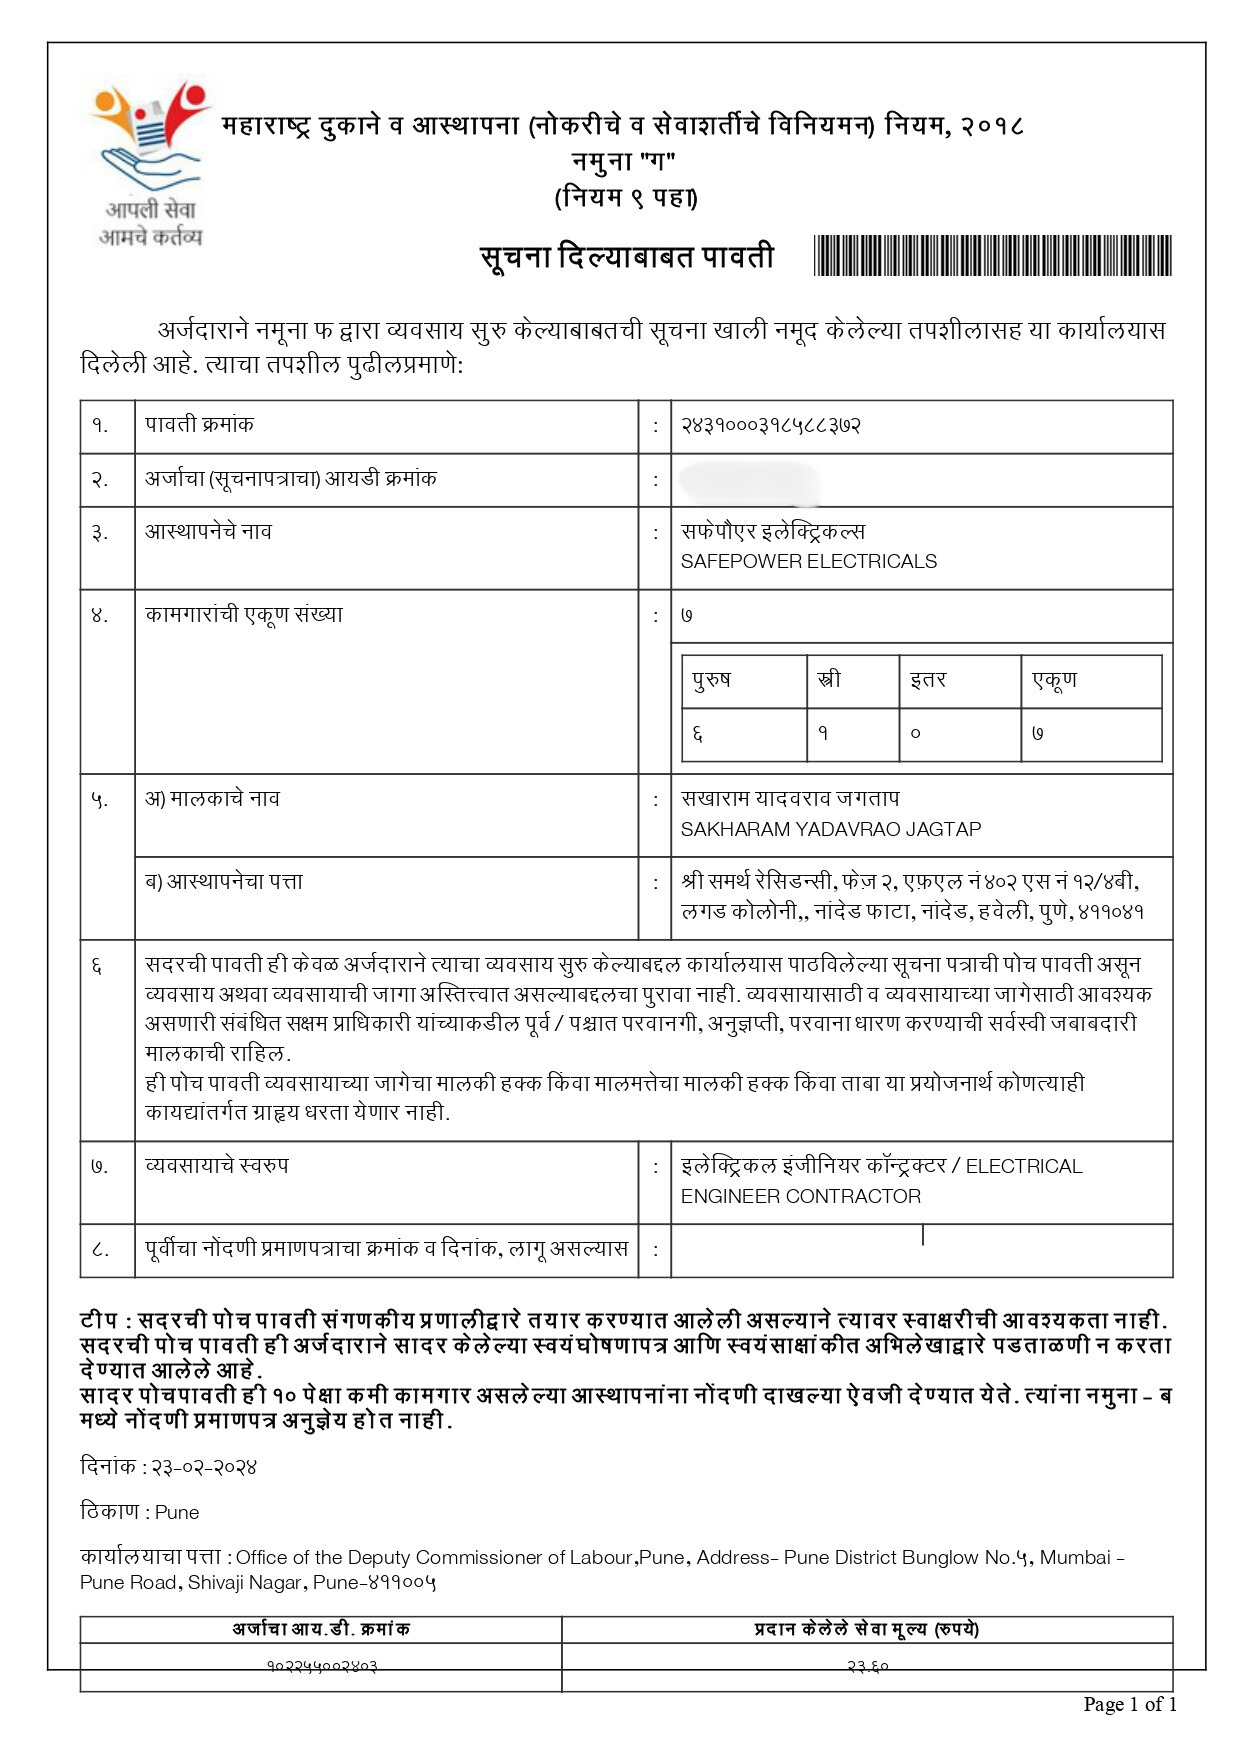 आपली सेवा
आमचे कर्तव्य
महाराष्ट्र दुकाने व आस्थापना (नोकरीचे व सेवाशर्तीचे विनियमन) नियम, २०१८
नमुना "ग"
(नियम ९ पहा)
सूचना दिल्याबाबत पावती
अर्जदाराने नमूना फ द्वारा व्यवसाय सुरु केल्याबाबतची सूचना खाली नमूद केलेल्या तपशीलासह या कार्यालयास
दिलेली आहे. त्याचा तपशील पुढीलप्रमाणे:
१. पावती क्रमांक : २४३१०००३१८५८८३७२
२. अर्जाचा (सूचनापत्राचा) आयडी क्रमांक :
३. आस्थापनेचे नाव : सफेपौएर इलेक्ट्रिकल्स
SAFEPOWER ELECTRICALS
४. कामगारांची एकूण संख्या : ७
पुरुष स्त्री इतर एकूण
६ १ ० ७
५. अ) मालकाचे नाव : सखाराम यादवराव जगताप
SAKHARAM YADAVRAO JAGTAP
ब) आस्थापनेचा पत्ता : श्री समर्थ रेसिडन्सी, फेज़ २, एफ़एल नं ४०२ एस नं १२/४बी,
लगड कोलोनी,, नांदेड फाटा, नांदेड, हवेली, पुणे, ४११०४१
६ सदरची पावती ही केवळ अर्जदाराने त्याचा व्यवसाय सुरु केल्याबद्दल कार्यालयास पाठविलेल्या सूचना पत्राची पोच पावती असून
व्यवसाय अथवा व्यवसायाची जागा अस्तित्त्वात असल्याबद्दलचा पुरावा नाही. व्यवसायासाठी व व्यवसायाच्या जागेसाठी आवश्यक
असणारी संबंधित सक्षम प्राधिकारी यांच्याकडील पूर्व / पश्चात परवानगी, अनुज्ञप्ती, परवाना धारण करण्याची सर्वस्वी जबाबदारी
मालकाची राहिल.
ही पोच पावती व्यवसायाच्या जागेचा मालकी हक्क किंवा मालमत्तेचा मालकी हक्क किंवा ताबा या प्रयोजनार्थ कोणत्याही
कायद्यांतर्गत ग्राहृय धरता येणार नाही.
७. व्यवसायाचे स्वरुप : इलेक्ट्रिकल इंजीनियर कॉन्ट्रक्टर / ELECTRICAL
ENGINEER CONTRACTOR
८. पूर्वीचा नोंदणी प्रमाणपत्राचा क्रमांक व दिनांक, लागू असल्यास :
टीप : सदरची पोच पावती संगणकीय प्रणालीद्वारे तयार करण्यात आलेली असल्याने त्यावर स्वाक्षरीची आवश्यकता नाही.
सदरची पोच पावती ही अर्जदाराने सादर केलेल्या स्वयंघोषणापत्र आणि स्वयंसाक्षांकीत अभिलेखाद्वारे पडताळणी न करता
देण्यात आलेले आहे.
सादर पोचपावती ही १० पेक्षा कमी कामगार असलेल्या आस्थापनांना नोंदणी दाखल्या ऐवजी देण्यात येते. त्यांना नमुना - ब
मध्ये नोंदणी प्रमाणपत्र अनुज्ञेय होत नाही.
दिनांक : २३-०२-२०२४
ठिकाण : Pune
कार्यालयाचा पत्ता : Office of the Deputy Commissioner of Labour,Pune, Address- Pune District Bunglow No.५, Mumbai -
Pune Road, Shivaji Nagar, Pune-४११००५
अर्जाचा आय.डी. क्रमांक प्रदान केलेले सेवा मूल्य (रुपये)
१०२२५५००२४०३ २३.६०
Page 1 of 1